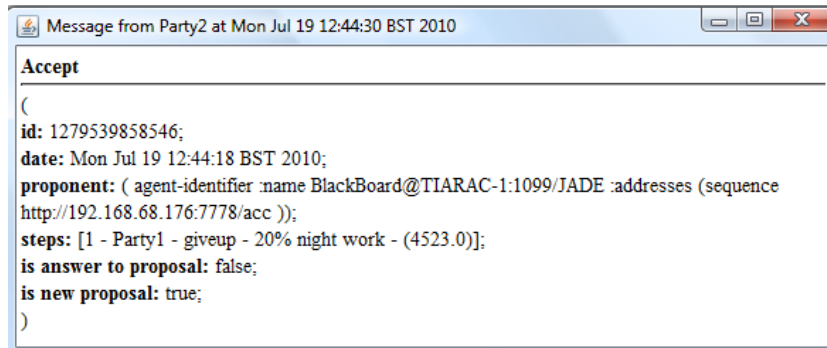 Message from Party2 at Mon Jul 19 12:44:30 BST 2010
Accept
(
id: 1279539858546;
date: Mon Jul 19 12:44:18 BST 2010;
proponent: ( agent-identifier :name BlackBoard@TIARAC-1:1099/JADE :addresses (sequence
http://192.168.68.176:7778/acc ));
steps: [1 - Party1 - giveup - 20% night work - (4523.0)];
is answer to proposal: false;
is new proposal: true;
)